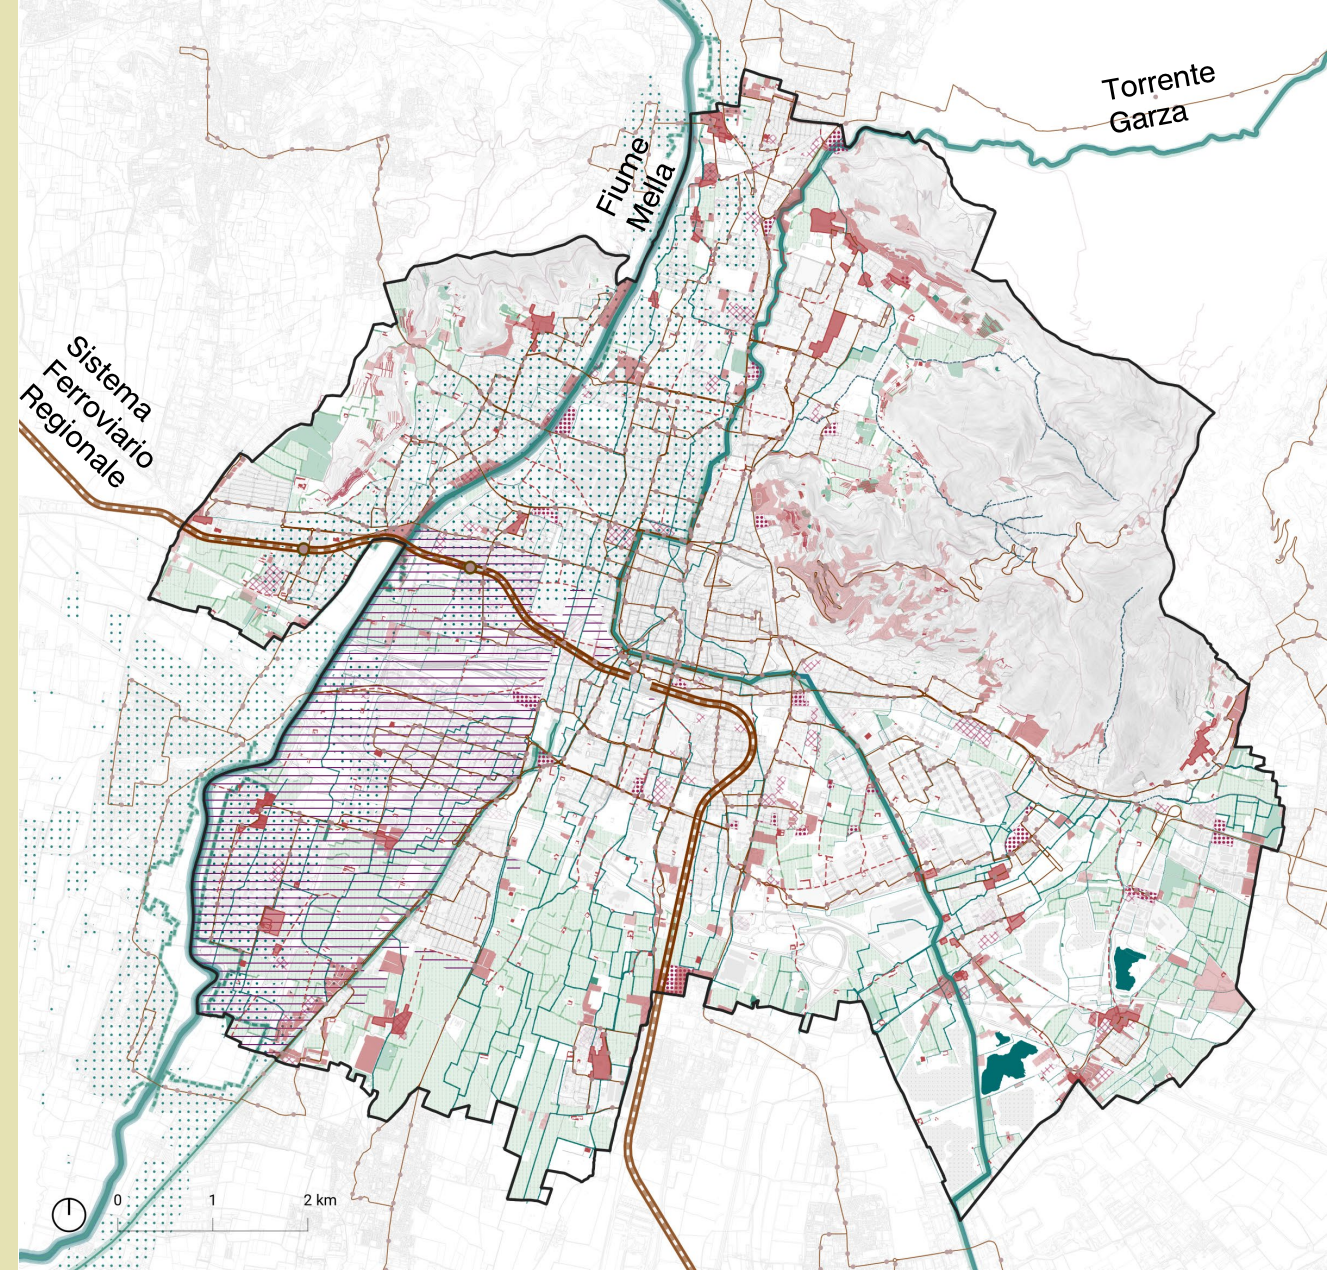 Torrente
Garza
Fiume
Mella
Sistema
Ferroviario
Regionale
0 1 2 km